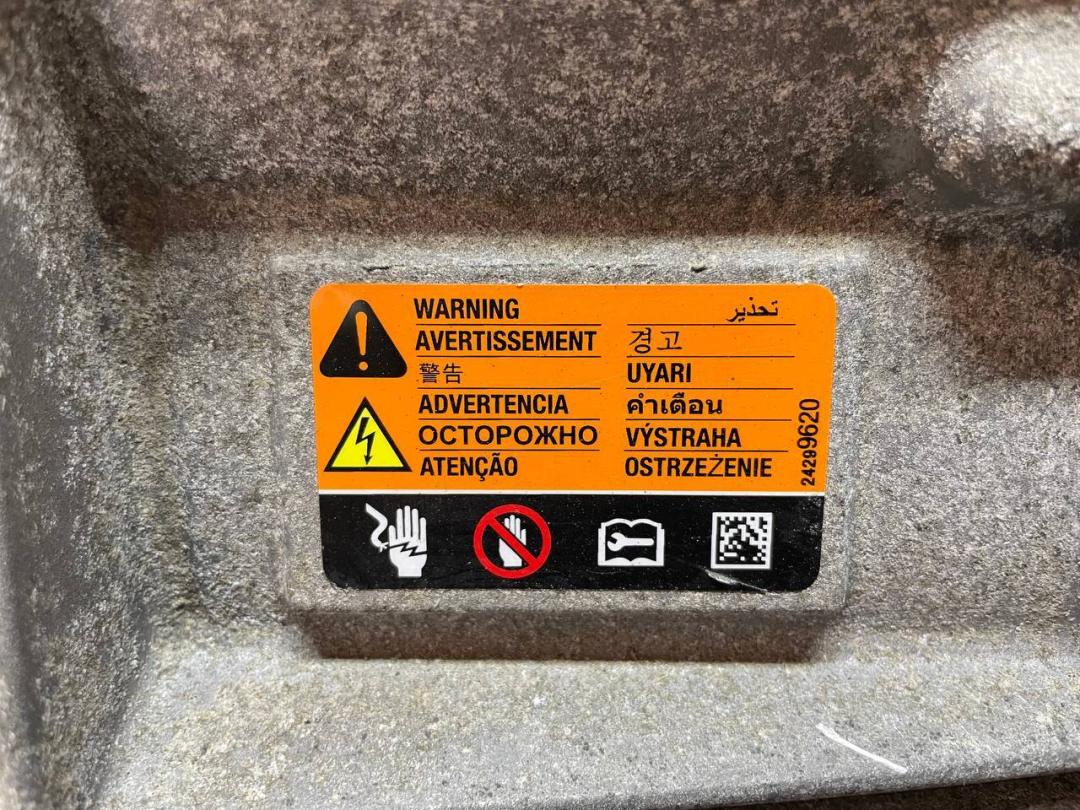 WARNING
AVERTISSEMENT
警告
ADVERTENCIA
ОСТОРОЖНО
ATENÇÃO
تحذير
경고
UYARI
คำเตือน
VÝSTRAHA
OSTRZEŻENIE
24299620